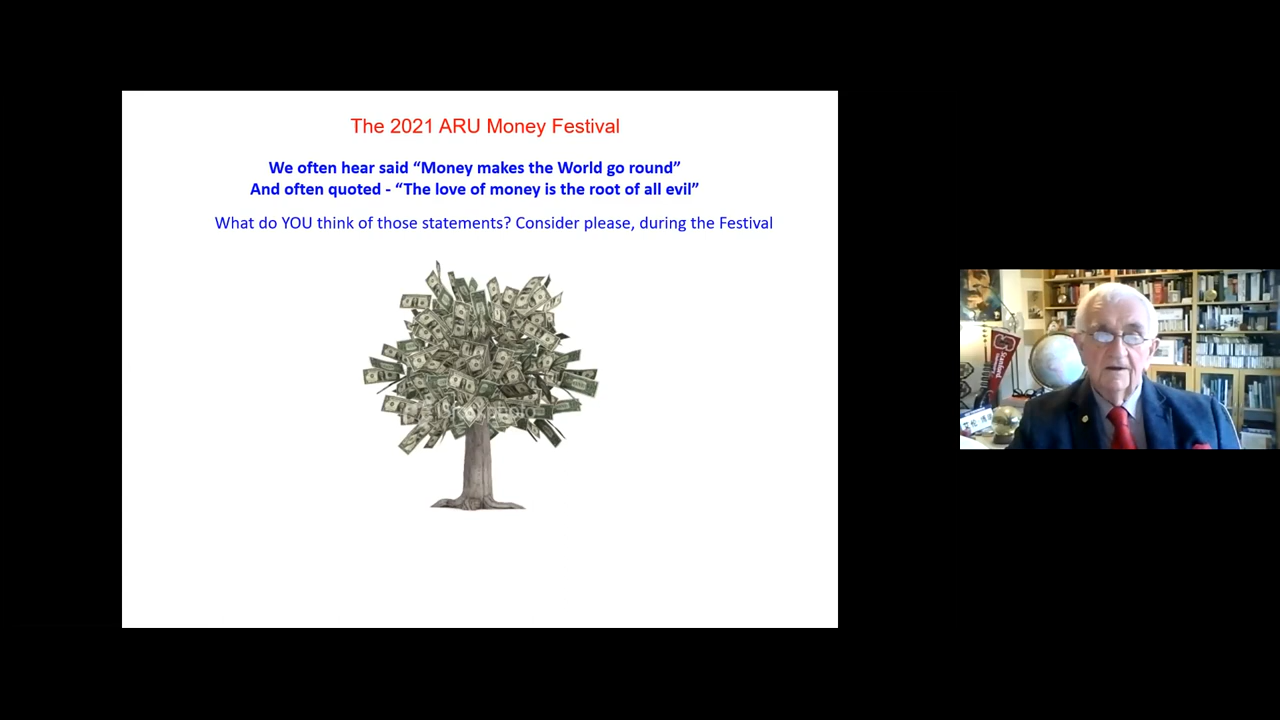 The 2021 ARU Money Festival
We often hear said “Money makes the World go round”
And often quoted - “The love of money is the root of all evil”
What do YOU think of those statements? Consider please, during the Festival
iStockphoto
Stanford